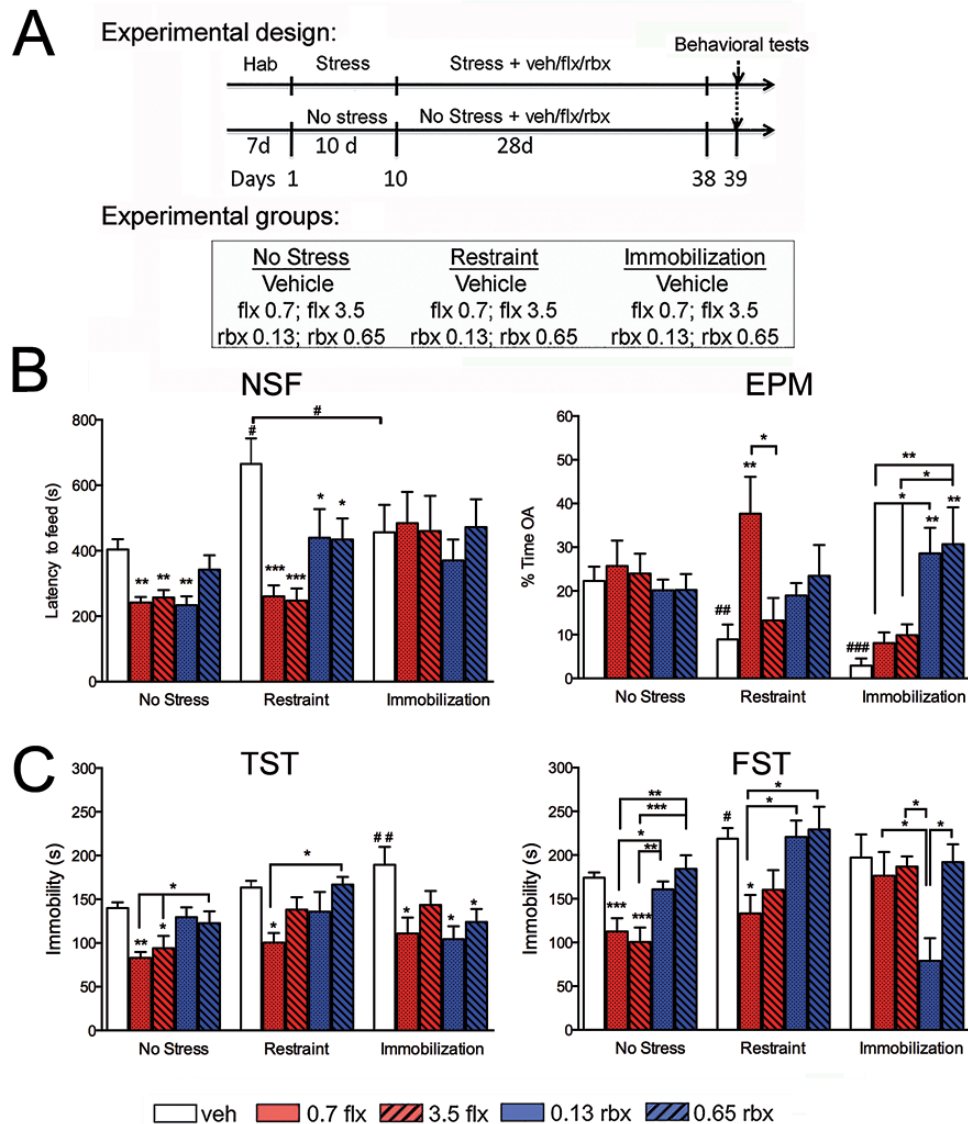 A
Experimental design:
Behavioral tests
Hab Stress Stress + veh/flx/rbx
No stress No Stress + veh/flx/rbx
7d 10 d 28d
Days 1 10 38 39
Experimental groups:
No Stress Restraint Immobilization
Vehicle Vehicle Vehicle
flx 0.7; flx 3.5 flx 0.7; flx 3.5 flx 0.7; flx 3.5
rbx 0.13; rbx 0.65 rbx 0.13; rbx 0.65 rbx 0.13; rbx 0.65
B
NSF
Latency to feed (s)
800
600
400
200
0
# #
** ** **
*** *** * *
No Stress Restraint Immobilization
EPM
% Time OA
60
50
40
30
20
10
0
## ** *
### ** * * ** **
No Stress Restraint Immobilization
C
TST
Immobility (s)
300
250
200
150
100
50
0
** * *
* *
## * * *
No Stress Restraint Immobilization
FST
Immobility (s)
300
250
200
150
100
50
0
*** *** ** *** * **
# * * *
* * *
No Stress Restraint Immobilization
veh 0.7 flx 3.5 flx 0.13 rbx 0.65 rbx